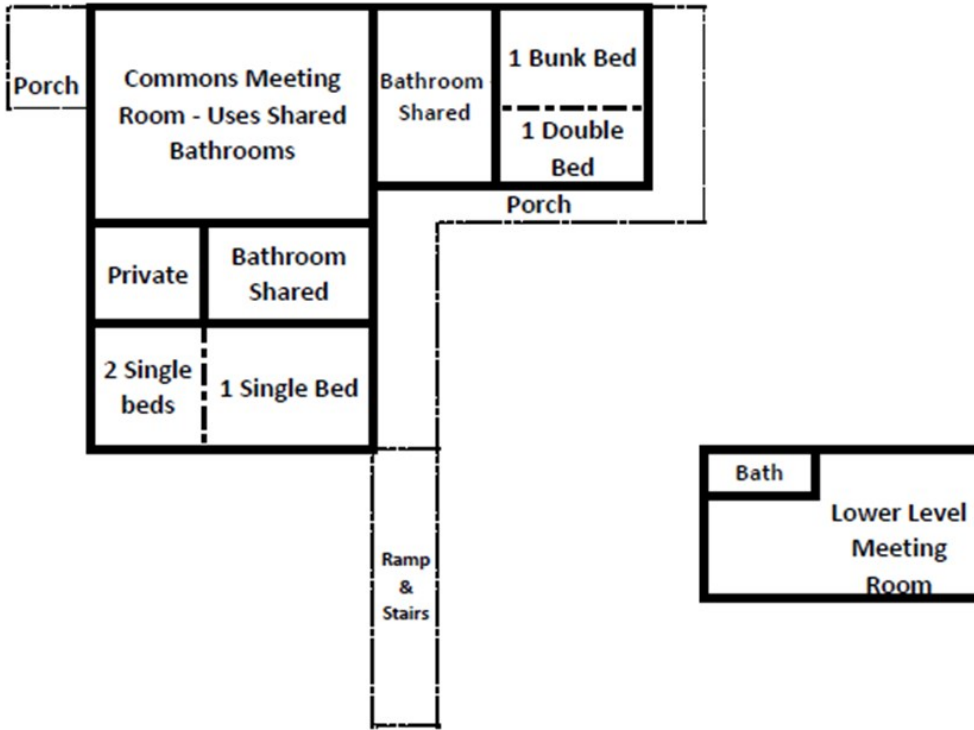 Porch
Commons Meeting
Room - Uses Shared
Bathrooms
Bathroom
Shared
1 Bunk Bed
1 Double
Bed
Porch
Private
Bathroom
Shared
2 Single
beds
1 Single Bed
Bath
Lower Level
Meeting
Room
Ramp
&
Stairs